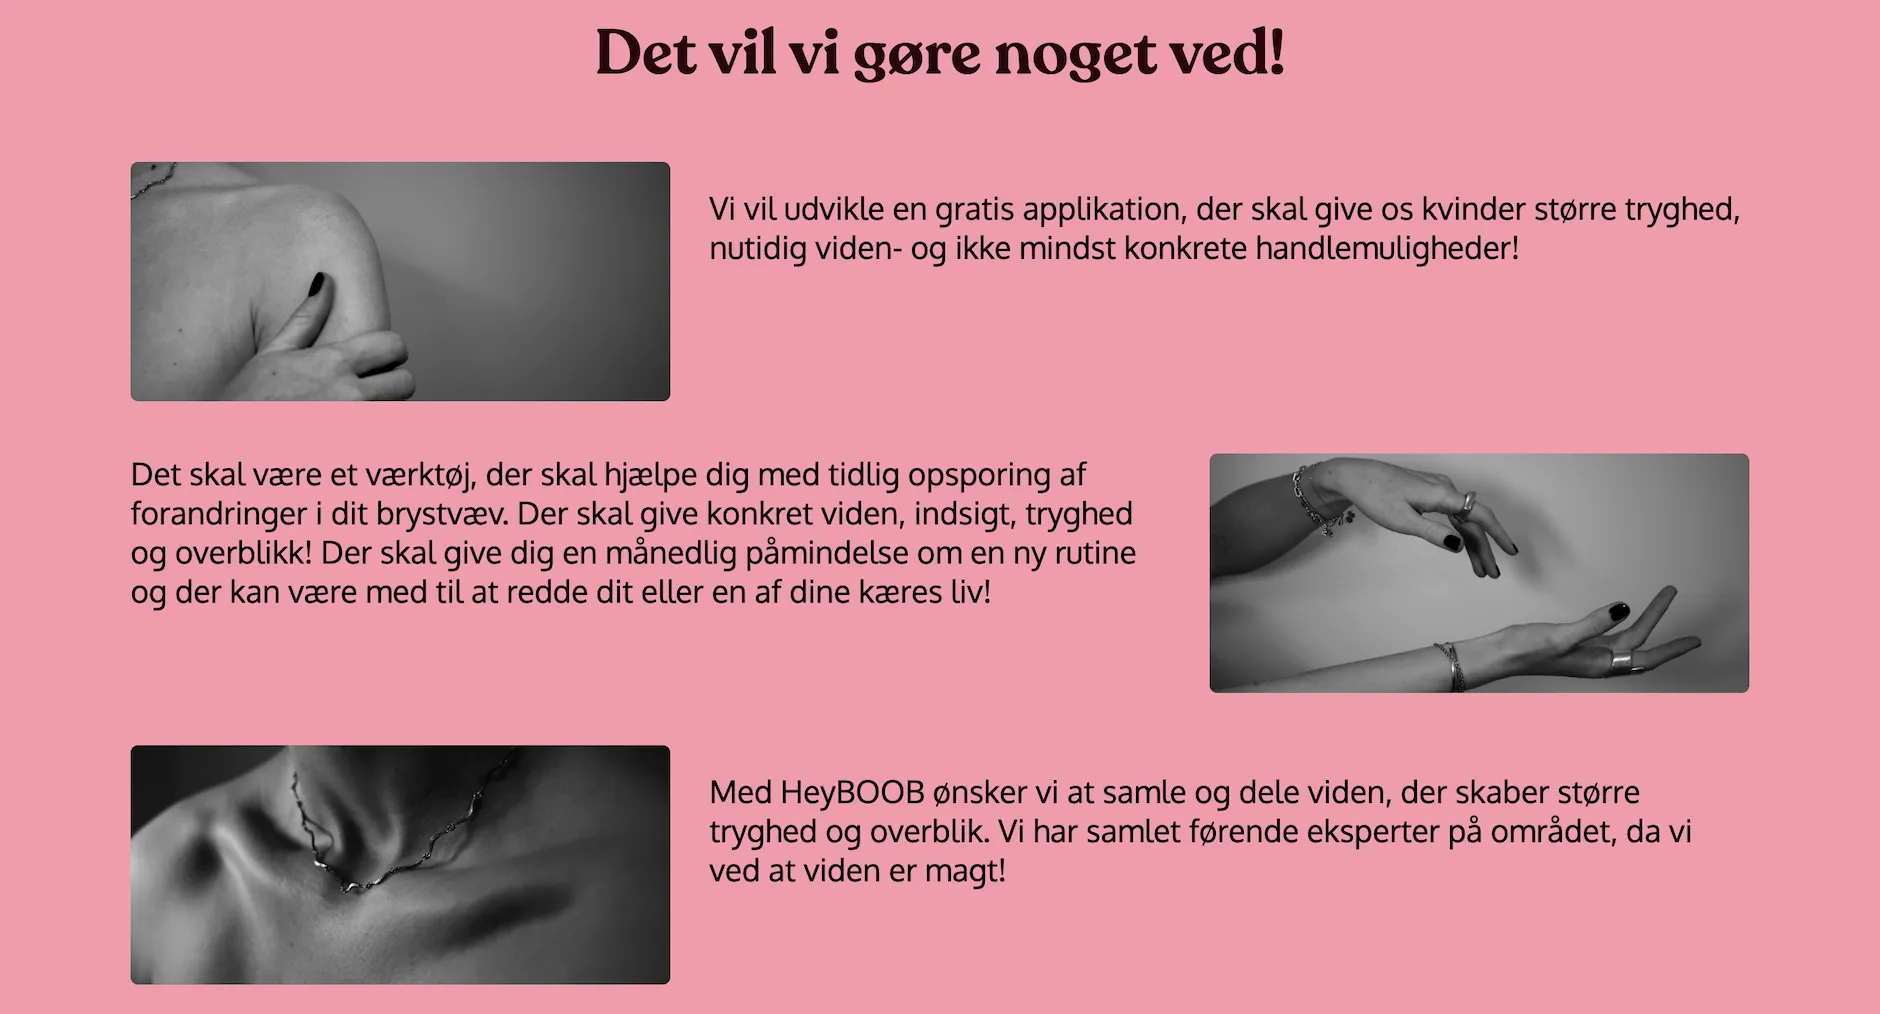 Det vil vi gøre noget ved!
Vi vil udvikle en gratis applikation, der skal give os kvinder større tryghed,
nutidig viden- og ikke mindst konkrete handlemuligheder!
Det skal være et værktøj, der skal hjælpe dig med tidlig opsporing af
forandringer i dit brystvæv. Der skal give konkret viden, indsigt, tryghed
og overblikk! Der skal give dig en månedlig påmindelse om en ny rutine
og der kan være med til at redde dit eller en af dine kæres liv!
Med HeyBOOB ønsker vi at samle og dele viden, der skaber større
tryghed og overblik. Vi har samlet førende eksperter på området, da vi
ved at viden er magt!